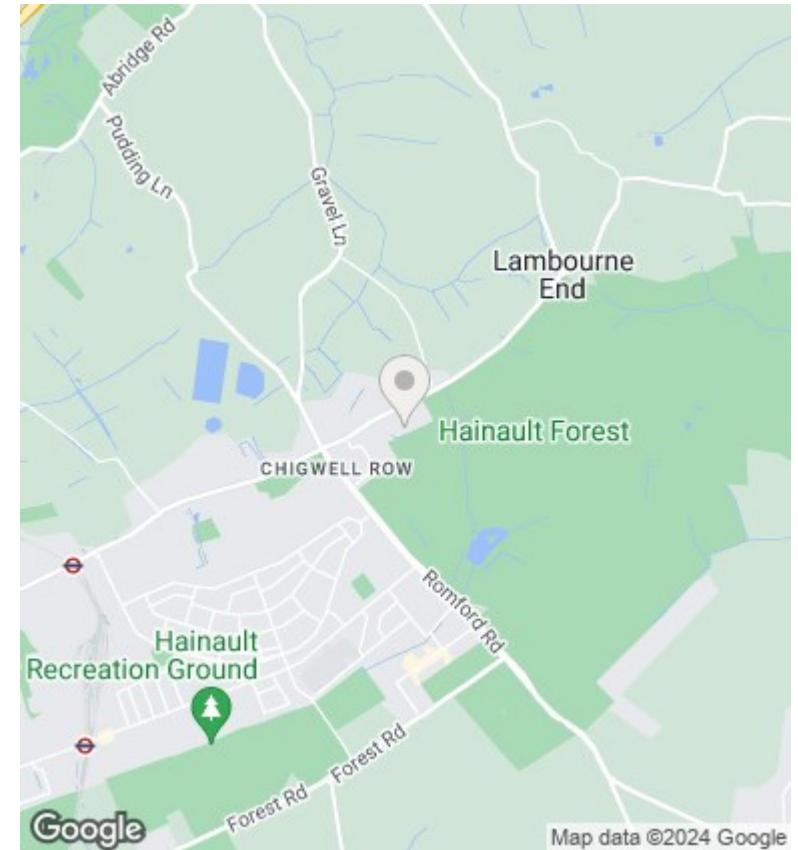 Abridge Rd
Pudding Ln
Gravel Ln
Lambourne
End
Hainault Forest
CHIGWELL ROW
Romford Rd
Hainault
Recreation Ground
Forest Rd
Forest Rd
Google
Map data ©2024 Google